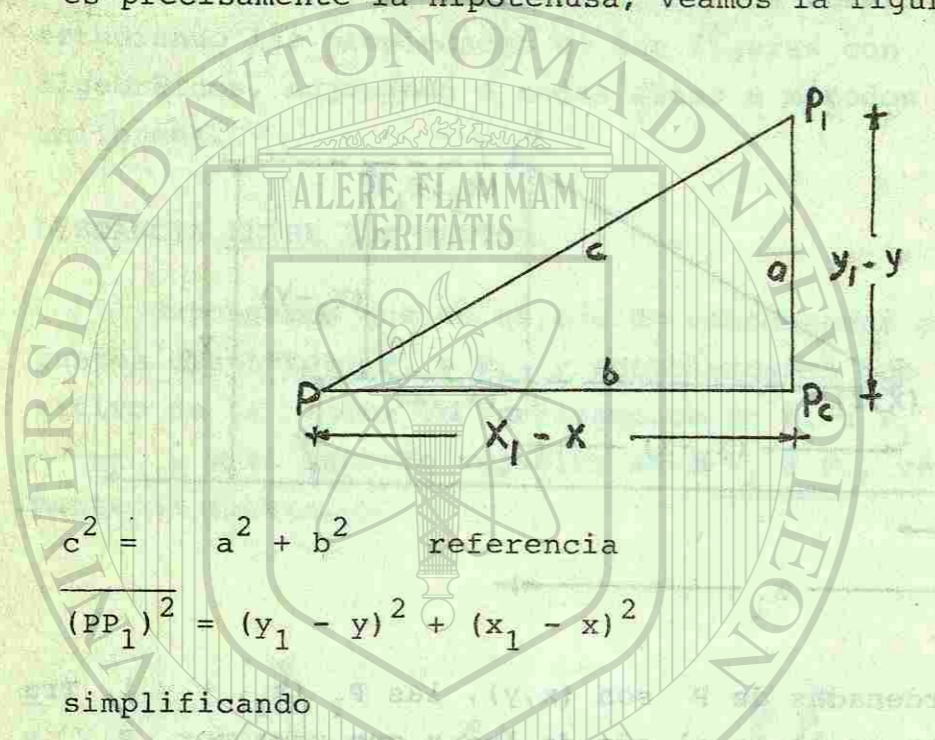 es precisamente la hipotenusa, veamos la figu
P₁
c
a
y₁ - y
b
P
Pc
X₁ - X
c² = a² + b² referencia
(PP₁)² = (y₁ - y)² + (x₁ - x)²
simplificando
UNIVERSIDAD AUTONOMA DE NUEVO LEON
ALERE FLAMMAM
VERITATIS